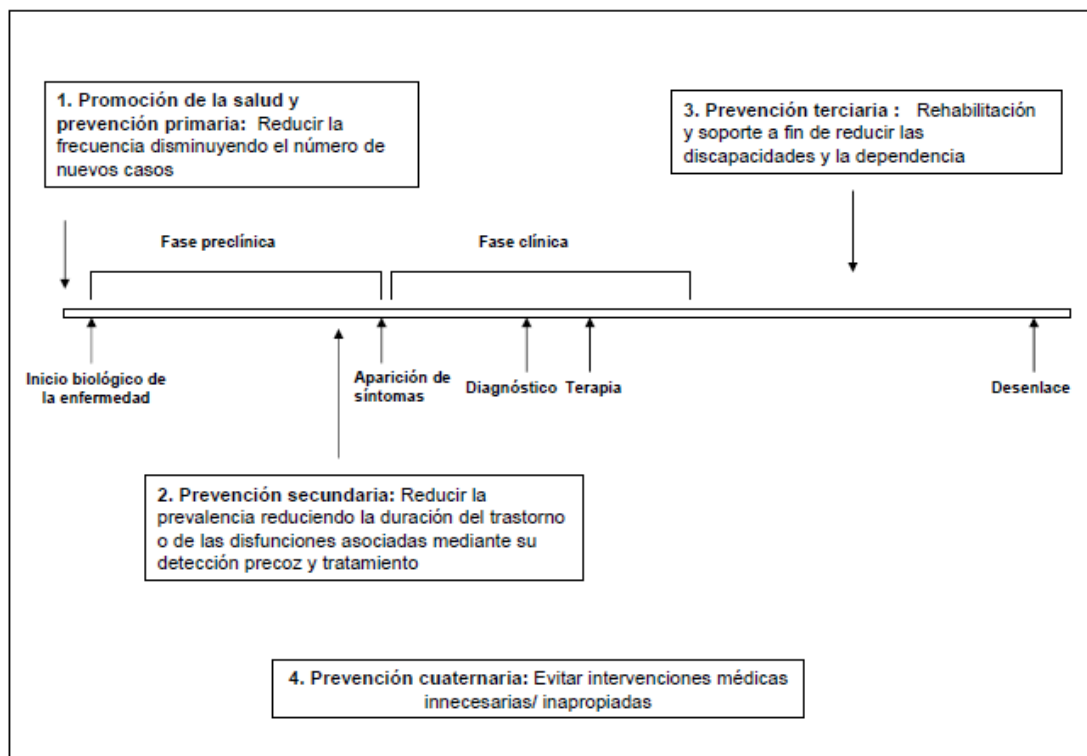 1. Promoción de la salud y
prevención primaria: Reducir la
frecuencia disminuyendo el número de
nuevos casos
3. Prevención terciaria : Rehabilitación
y soporte a fin de reducir las
discapacidades y la dependencia
Fase preclínica
Fase clínica
Inicio biológico de
la enfermedad
Aparición de
síntomas
Diagnóstico
Terapia
Desenlace
2. Prevención secundaria: Reducir la
prevalencia reduciendo la duración del trastorno
o de las disfunciones asociadas mediante su
detección precoz y tratamiento
4. Prevención cuaternaria: Evitar intervenciones médicas
innecesarias/ inapropiadas